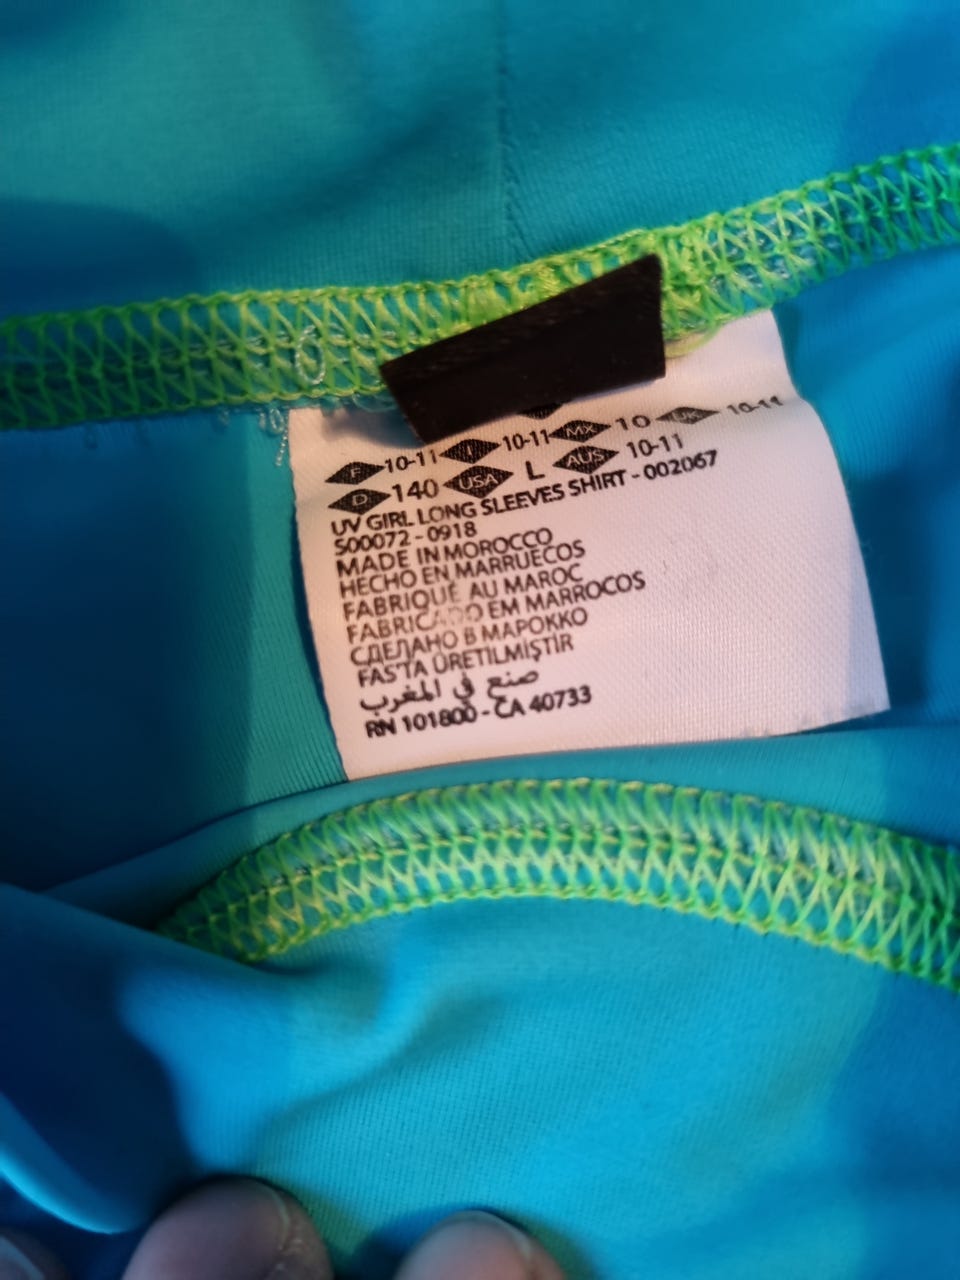 F 10-11 I 10-11 MX 10 UK 10-11
D 140 USA L AUS 10-11
UV GIRL LONG SLEEVES SHIRT - 002067
S00072 - 0918
MADE IN MOROCCO
HECHO EN MARRUECOS
FABRIQUÉ AU MAROC
FABRICADO EM MARROCOS
СДЕЛАНО В МАРОККО
FAS'TA ÜRETILMIŞTIR
صنع في المغرب
RN 101800 - CA 40733